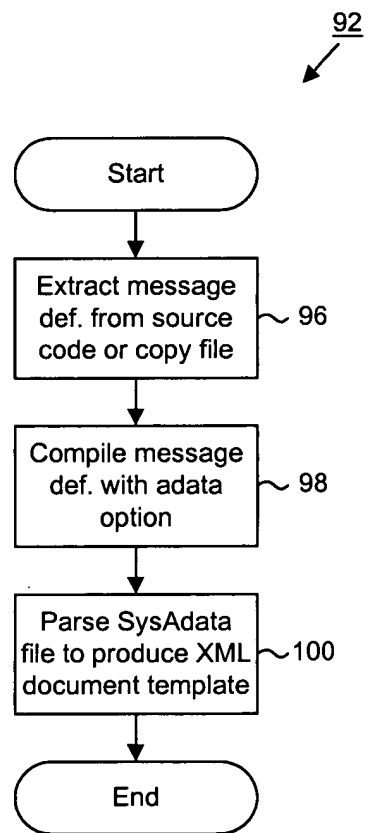 92
Start
Extract message
def. from source
code or copy file
96
Compile message
def. with adata
option
98
Parse SysAdata
file to produce XML
document template
100
End